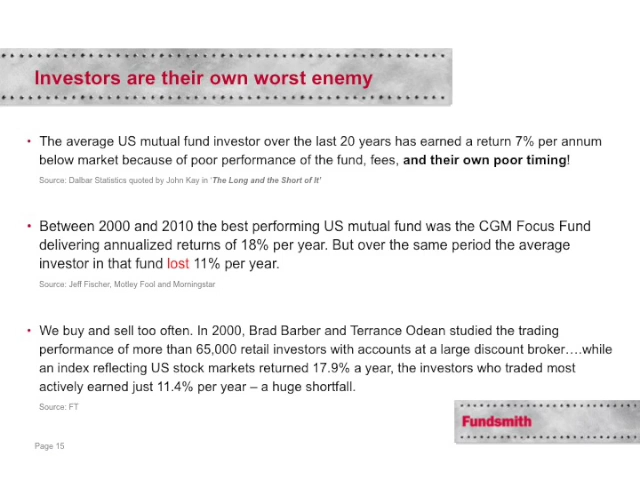 Investors are their own worst enemy
• The average US mutual fund investor over the last 20 years has earned a return 7% per annum
below market because of poor performance of the fund, fees, and their own poor timing!
Source: Dalbar Statistics quoted by John Kay in 'The Long and the Short of It'
• Between 2000 and 2010 the best performing US mutual fund was the CGM Focus Fund
delivering annualized returns of 18% per year. But over the same period the average
investor in that fund lost 11% per year.
Source: Jeff Fischer, Motley Fool and Morningstar
• We buy and sell too often. In 2000, Brad Barber and Terrance Odean studied the trading
performance of more than 65,000 retail investors with accounts at a large discount broker….while
an index reflecting US stock markets returned 17.9% a year, the investors who traded most
actively earned just 11.4% per year – a huge shortfall.
Source: FT
Fundsmith
Page 15